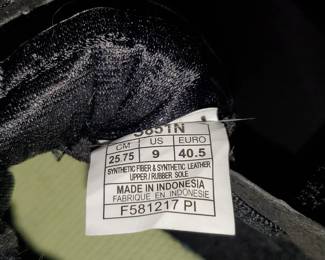 S851N
CM US EURO
25.75 9 40.5
SYNTHETIC FIBER & SYNTHETIC LEATHER
UPPER / RUBBER SOLE
MADE IN INDONESIA
FABRIQUE EN INDONESIE
F581217 PI